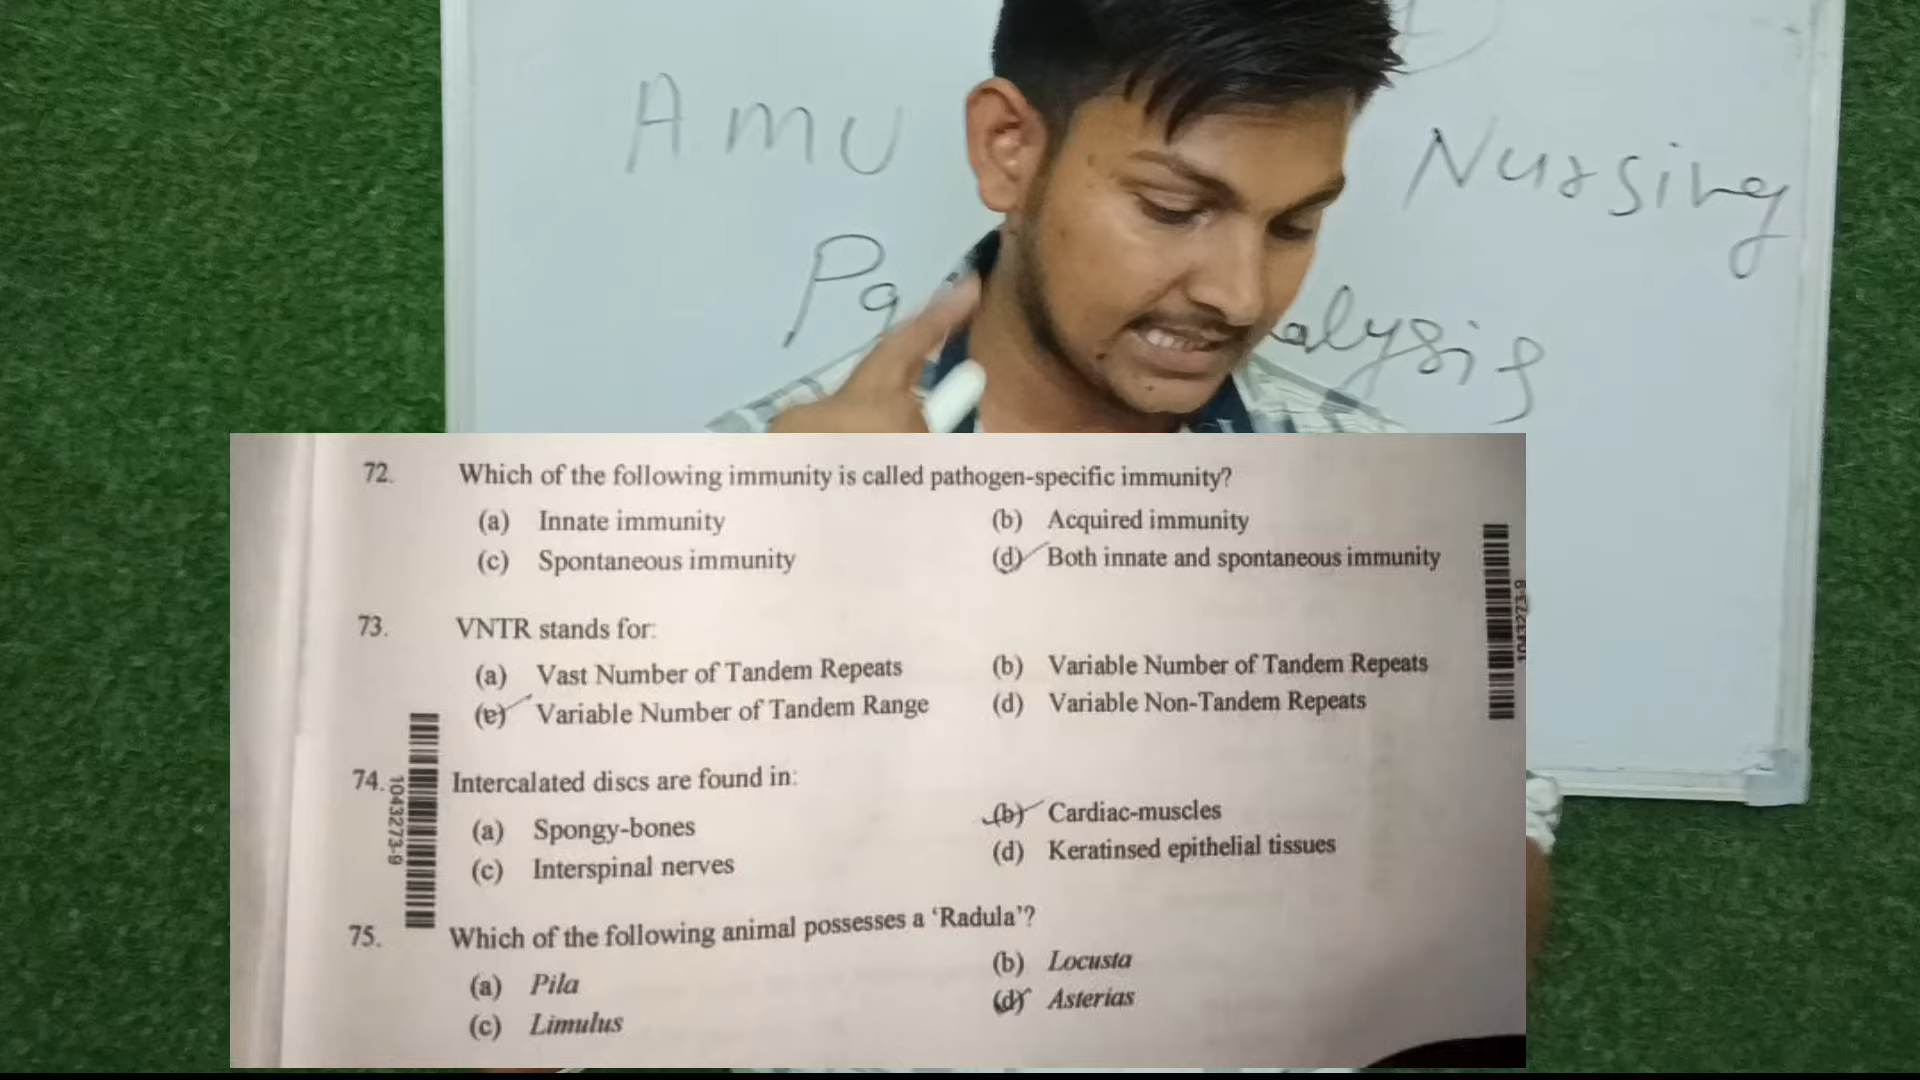 Amu Nursing
Pa alysis
72. Which of the following immunity is called pathogen-specific immunity?
(a) Innate immunity (b) Acquired immunity
(c) Spontaneous immunity (d) Both innate and spontaneous immunity
73. VNTR stands for:
(a) Vast Number of Tandem Repeats (b) Variable Number of Tandem Repeats
(c) Variable Number of Tandem Range (d) Variable Non-Tandem Repeats
74. Intercalated discs are found in:
(a) Spongy-bones (b) Cardiac-muscles
(c) Interspinal nerves (d) Keratinsed epithelial tissues
75. Which of the following animal possesses a ‘Radula’?
(a) Pila (b) Locusta
(c) Limulus (d) Asterias
1043273-9
1043273-9